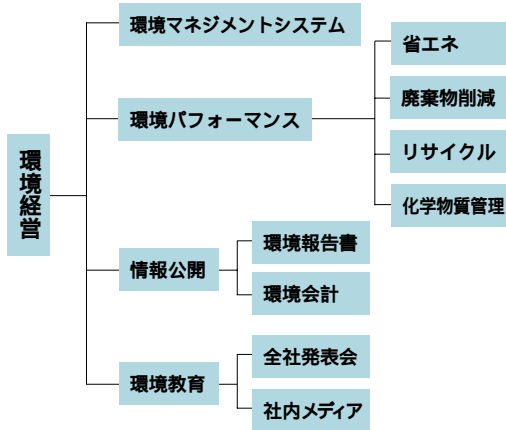 環境経営
環境マネジメントシステム
環境パフォーマンス
省エネ
廃棄物削減
リサイクル
化学物質管理
情報公開
環境報告書
環境会計
環境教育
全社発表会
社内メディア